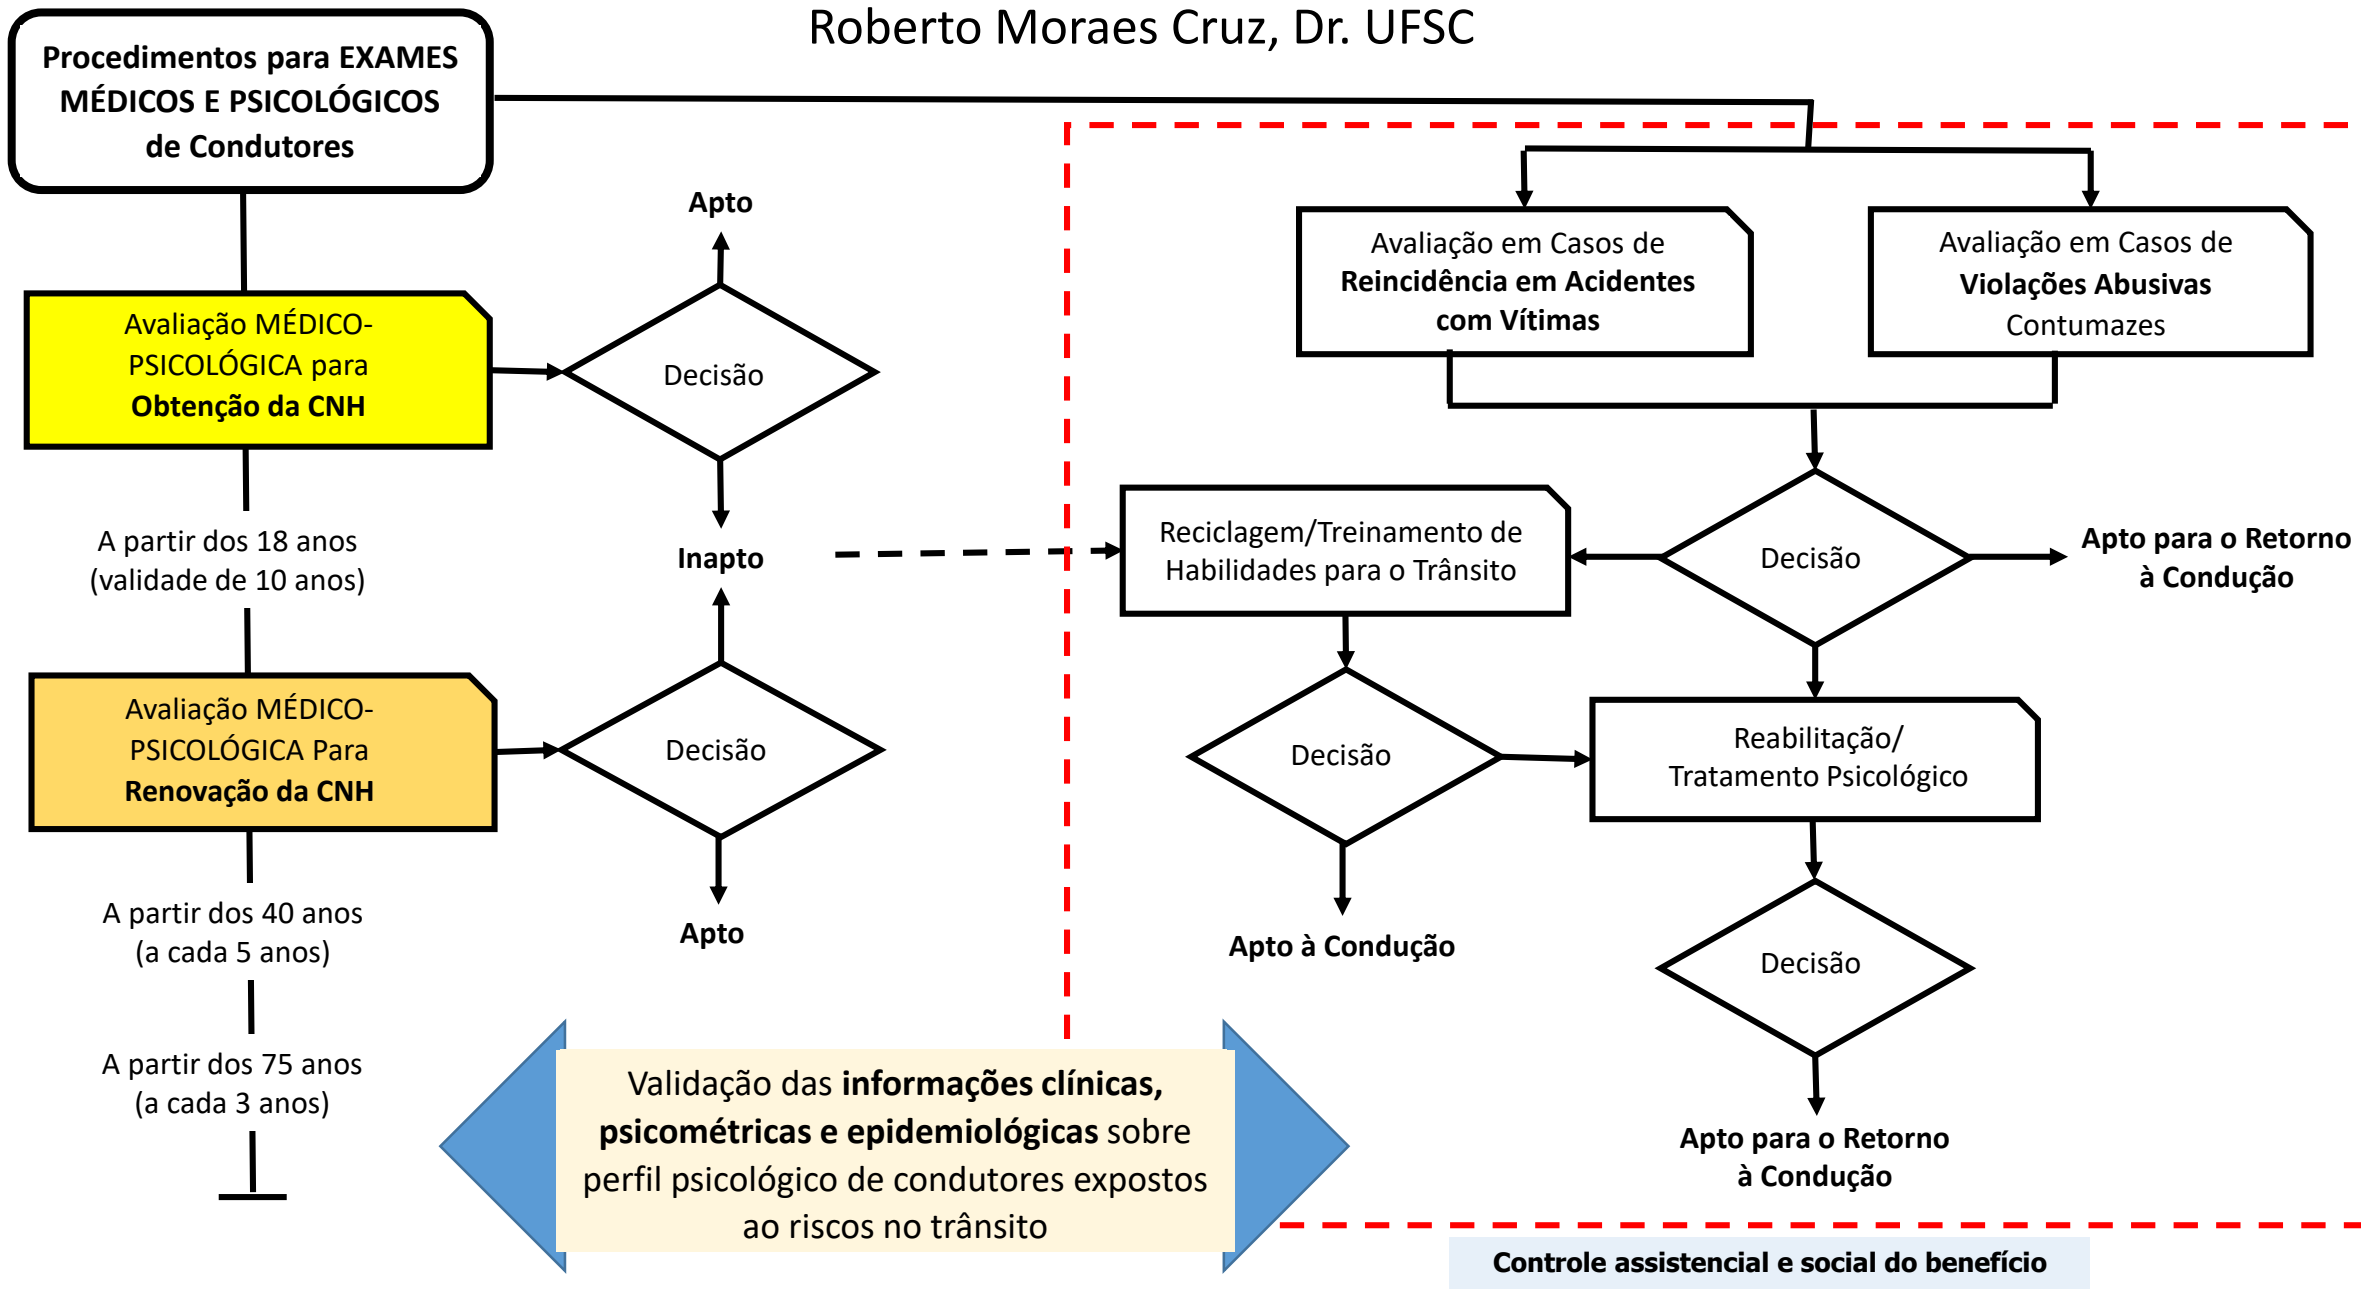 Roberto Moraes Cruz, Dr. UFSC
Procedimentos para EXAMES
MÉDICOS E PSICOLÓGICOS
de Condutores
Avaliação MÉDICO-
PSICOLÓGICA para
Obtenção da CNH
A partir dos 18 anos
(validade de 10 anos)
Avaliação MÉDICO-
PSICOLÓGICA Para
Renovação da CNH
A partir dos 40 anos
(a cada 5 anos)
A partir dos 75 anos
(a cada 3 anos)
Apto
Decisão
Inapto
Decisão
Apto
Avaliação em Casos de
Reincidência em Acidentes
com Vítimas
Avaliação em Casos de
Violações Abusivas
Contumazes
Reciclagem/Treinamento de
Habilidades para o Trânsito
Decisão
Apto para o Retorno
à Condução
Decisão
Reabilitação/
Tratamento Psicológico
Apto à Condução
Decisão
Apto para o Retorno
à Condução
Validação das informações clínicas,
psicométricas e epidemiológicas sobre
perfil psicológico de condutores expostos
ao riscos no trânsito
Controle assistencial e social do benefício